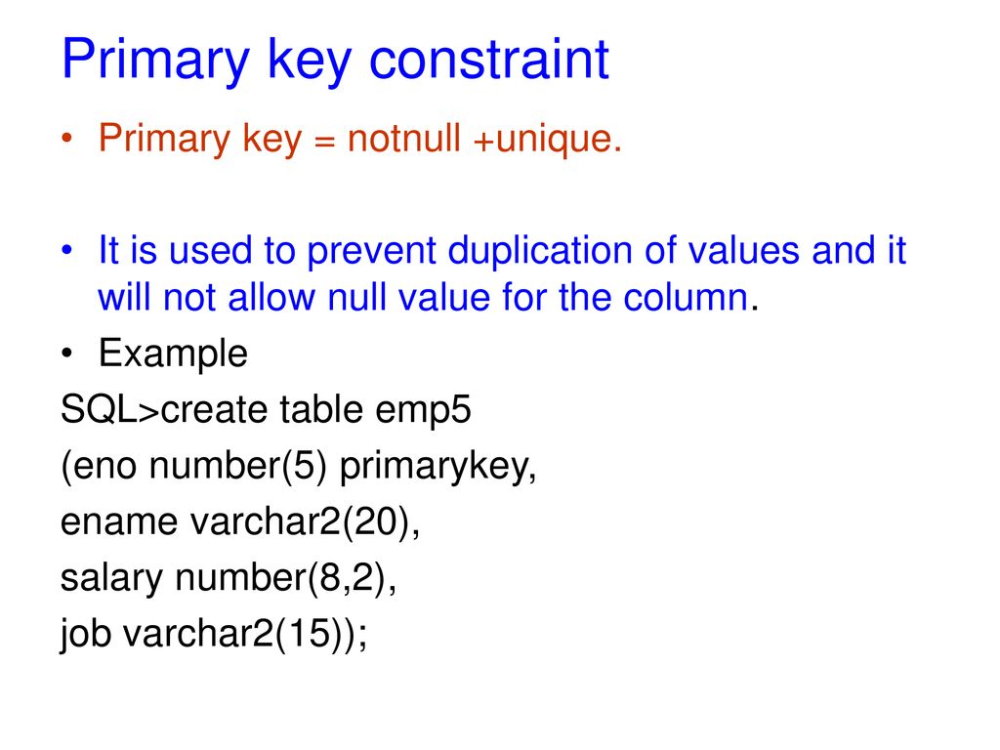 Primary key constraint
• Primary key = notnull +unique.
• It is used to prevent duplication of values and it
will not allow null value for the column.
• Example
SQL>create table emp5
(eno number(5) primarykey,
ename varchar2(20),
salary number(8,2),
job varchar2(15));